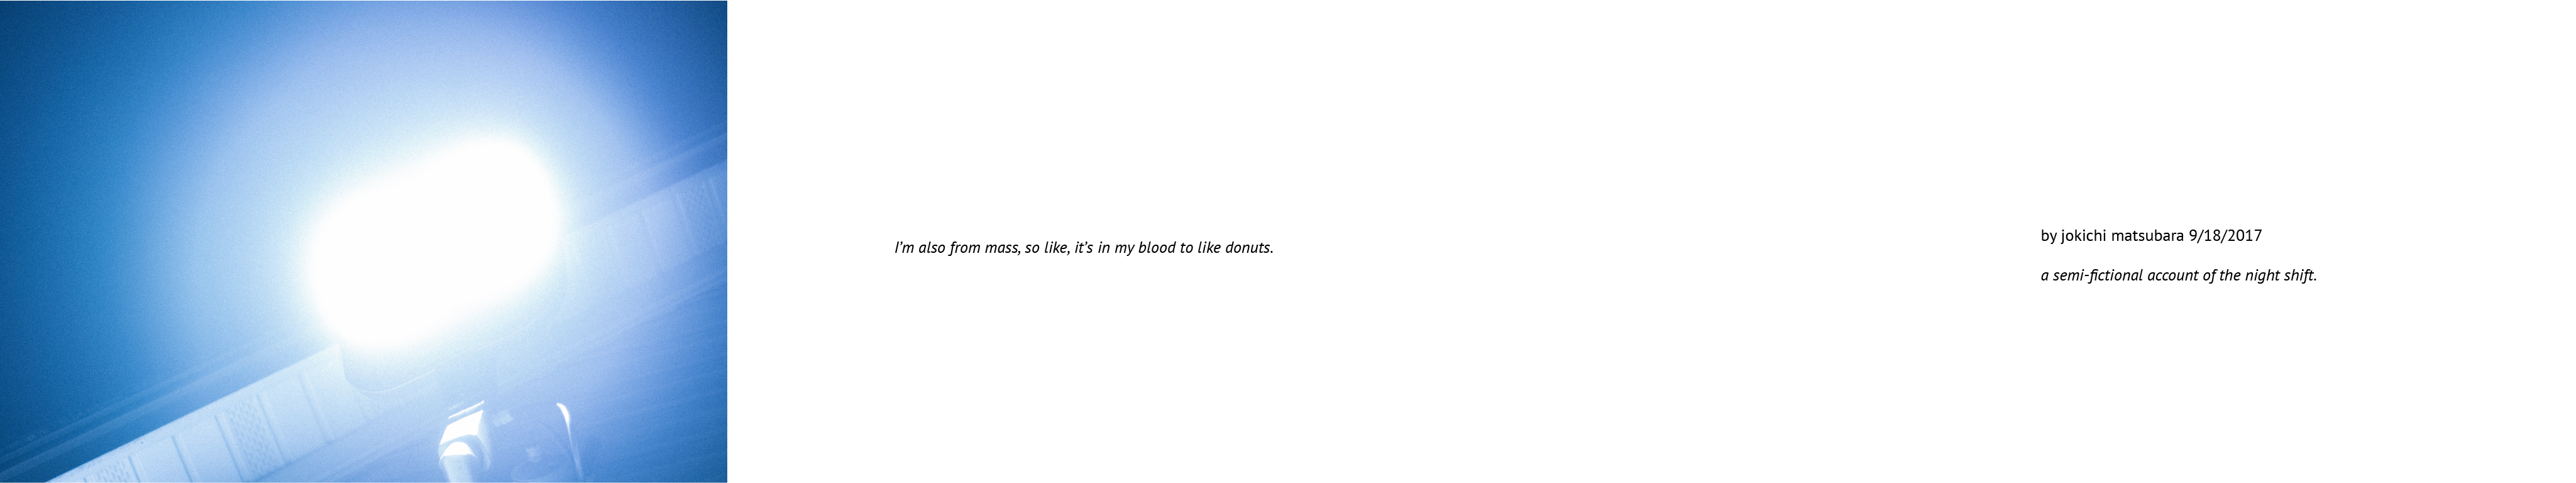 I’m also from mass, so like, it’s in my blood to like donuts.
by jokichi matsubara 9/18/2017
a semi-fictional account of the night shift.